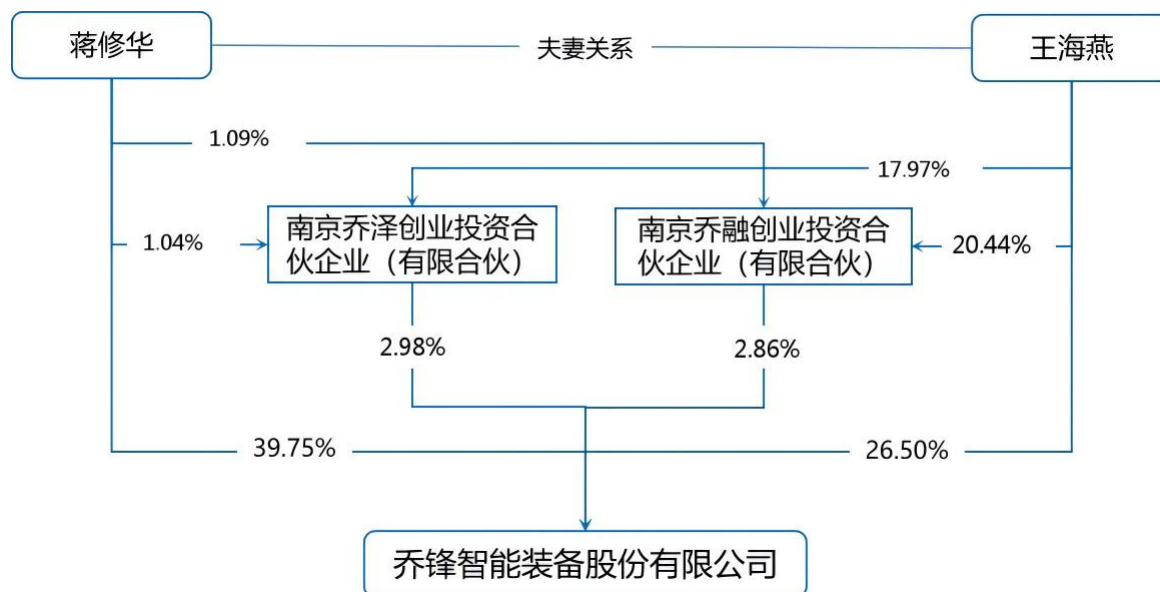 蒋修华
夫妻关系
王海燕
1.09%
17.97%
南京乔泽创业投资合
伙企业（有限合伙）
南京乔融创业投资合
伙企业（有限合伙）
1.04%
20.44%
2.98%
2.86%
39.75%
26.50%
乔锋智能装备股份有限公司